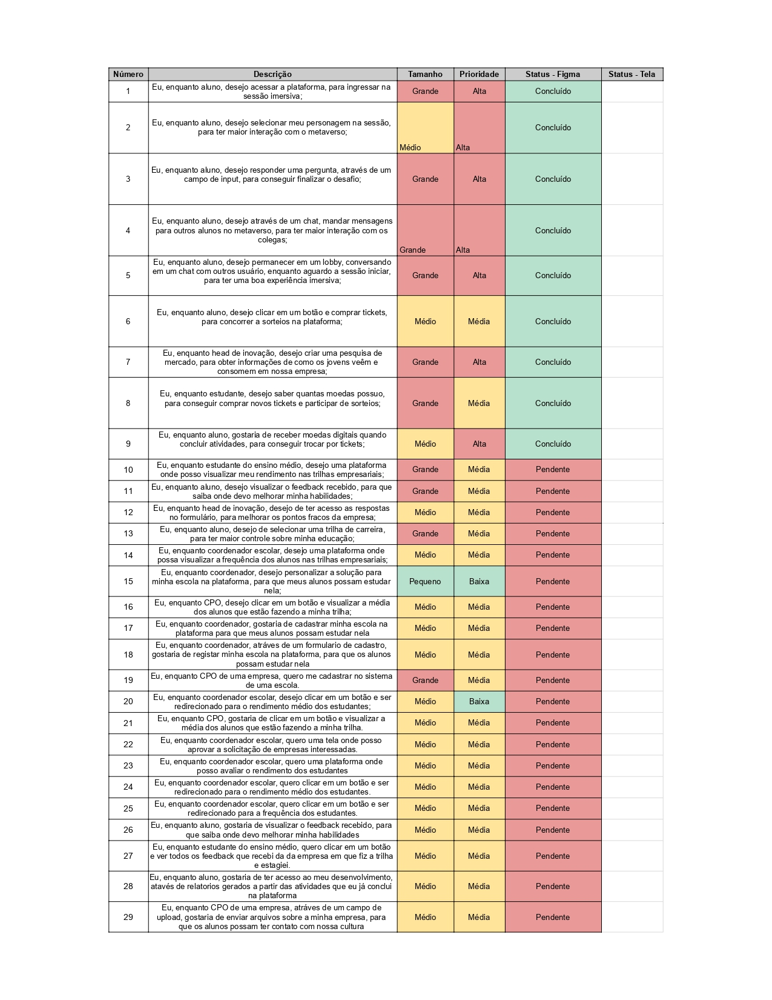 Número Descrição Tamanho Prioridade Status - Figma Status - Tela
1 Eu, enquanto aluno, desejo acessar a plataforma, para ingressar na
sessão imersiva; Grande Alta Concluído
2 Eu, enquanto aluno, desejo selecionar meu personagem na sessão,
para ter maior interação com o metaverso; Médio Alta Concluído
3 Eu, enquanto aluno, desejo responder uma pergunta, através de um
campo de input, para conseguir finalizar o desafio; Grande Alta Concluído
4 Eu, enquanto aluno, desejo através de um chat, mandar mensagens
para outros alunos no metaverso, para ter maior interação com os
colegas; Grande Alta Concluído
5 Eu, enquanto aluno, desejo permanecer em um lobby, conversando
em um chat com outros usuário, enquanto aguardo a sessão iniciar,
para ter uma boa experiência imersiva; Grande Alta Concluído
6 Eu, enquanto aluno, desejo clicar em um botão e comprar tickets,
para concorrer a sorteios na plataforma; Médio Média Concluído
7 Eu, enquanto head de inovação, desejo criar uma pesquisa de
mercado, para obter informações de como os jovens veêm e
consomem em nossa empresa; Grande Alta Concluído
8 Eu, enquanto estudante, desejo saber quantas moedas possuo,
para conseguir comprar novos tickets e participar de sorteios; Grande Média Concluído
9 Eu, enquanto aluno, gostaria de receber moedas digitais quando
concluir atividades, para conseguir trocar por tickets; Médio Alta Concluído
10 Eu, enquanto estudante do ensino médio, desejo uma plataforma
onde posso visualizar meu rendimento nas trilhas empresariais; Grande Média Pendente
11 Eu, enquanto aluno, desejo visualizar o feedback recebido, para que
saiba onde devo melhorar minha habilidades; Grande Média Pendente
12 Eu, enquanto head de inovação, desejo de ter acesso as respostas
no formulário, para melhorar os pontos fracos da empresa; Médio Média Pendente
13 Eu, enquanto aluno, desejo de selecionar uma trilha de carreira,
para ter maior controle sobre minha educação; Grande Média Pendente
14 Eu, enquanto coordenador escolar, desejo uma plataforma onde
possa visualizar a frequência dos alunos nas trilhas empresariais; Médio Média Pendente
15 Eu, enquanto coordenador, desejo personalizar a solução para
minha escola na plataforma, para que meus alunos possam estudar
nela; Pequeno Baixa Pendente
16 Eu, enquanto CPO, desejo clicar em um botão e visualizar a média
dos alunos que estão fazendo a minha trilha; Médio Média Pendente
17 Eu, enquanto coordenador, gostaria de cadastrar minha escola na
plataforma para que meus alunos possam estudar nela Médio Média Pendente
18 Eu, enquanto coordenador, atráves de um formulario de cadastro,
gostaria de registar minha escola na plataforma, para que os alunos
possam estudar nela Médio Média Pendente
19 Eu, enquanto CPO de uma empresa, quero me cadastrar no sistema
de uma escola. Grande Média Pendente
20 Eu, enquanto coordenador escolar, desejo clicar em um botão e ser
redirecionado para o rendimento médio dos estudantes; Médio Baixa Pendente
21 Eu, enquanto CPO, gostaria de clicar em um botão e visualizar a
média dos alunos que estão fazendo a minha trilha. Médio Média Pendente
22 Eu, enquanto coordenador escolar, quero uma tela onde posso
aprovar a solicitação de empresas interessadas. Médio Média Pendente
23 Eu, enquanto coordenador escolar, quero uma plataforma onde
posso avaliar o rendimento dos estudantes Médio Média Pendente
24 Eu, enquanto coordenador escolar, quero clicar em um botão e ser
redirecionado para o rendimento médio dos estudantes. Médio Média Pendente
25 Eu, enquanto coordenador escolar, quero clicar em um botão e ser
redirecionado para a frequência dos estudantes. Médio Média Pendente
26 Eu, enquanto aluno, gostaria de visualizar o feedback recebido, para
que saiba onde devo melhorar minha habilidades Médio Média Pendente
27 Eu, enquanto estudante do ensino médio, quero clicar em um botão
e ver todos os feedback que recebi da da empresa em que fiz a trilha
e estagiei. Médio Média Pendente
28 Eu, enquanto aluno, gostaria de ter acesso ao meu desenvolvimento,
atavés de relatorios gerados a partir das atividades que eu já conclui
na plataforma Médio Média Pendente
29 Eu, enquanto CPO de uma empresa, atráves de um campo de
upload, gostaria de enviar arquivos sobre a minha empresa, para
que os alunos possam ter contato com nossa cultura Médio Média Pendente